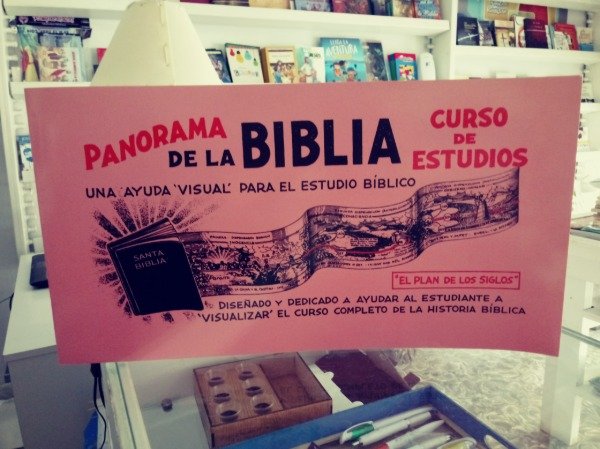 PANORAMA
DE LA BIBLIA
CURSO
DE
ESTUDIOS
UNA AYUDA 'VISUAL' PARA EL ESTUDIO BÍBLICO
SANTA
BIBLIA
"EL PLAN DE LOS SIGLOS"
DISEÑADO Y DEDICADO A AYUDAR AL ESTUDIANTE A
'VISUALIZAR' EL CURSO COMPLETO DE LA HISTORIA BÍBLICA